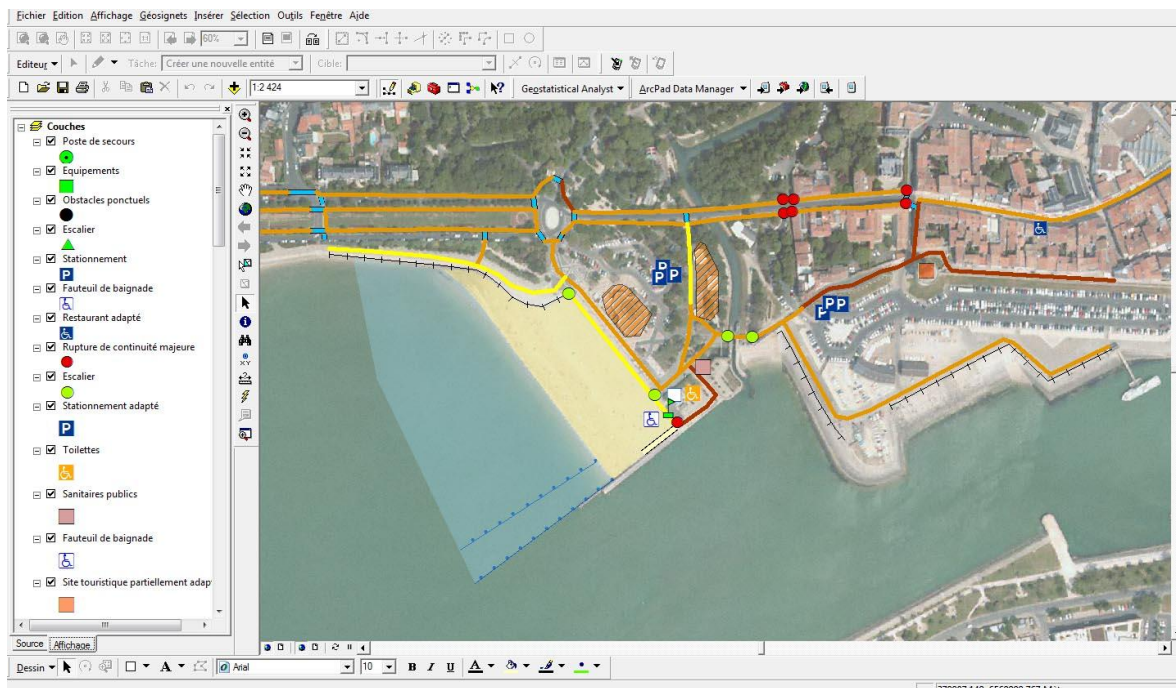 Fichier Edition Affichage Géosignets Insérer Sélection Outils Fenêtre Aide
60%
Editeur Tâche: Créer une nouvelle entité Cible:
1:2 424 Geostatistical Analyst ArcPad Data Manager
Couches
Poste de secours
Equipements
Obstacles ponctuels
Escalier
Stationnement
P
Fauteuil de baignade
Restaurant adapté
Rupture de continuité majeure
Escalier
Stationnement adapté
P
Toilettes
Sanitaires publics
Fauteuil de baignade
Site touristique partiellement adap
Source Affichage
P
P P
P P
P
Dessin A Arial 10 B I U A